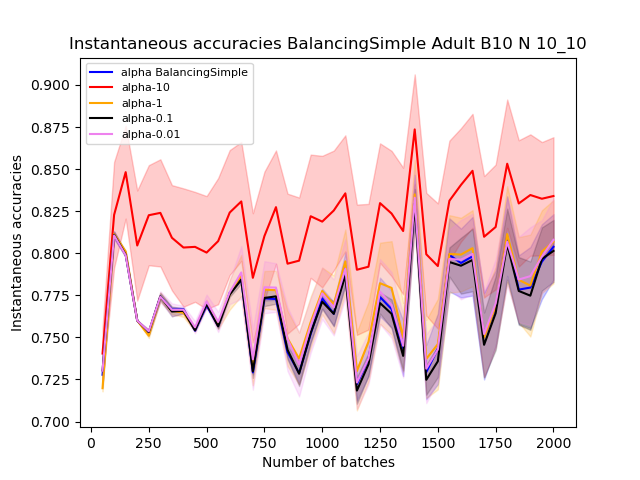 Instantaneous accuracies BalancingSimple Adult B10 N 10_10
alpha BalancingSimple
alpha-10
alpha-1
alpha-0.1
alpha-0.01
0.900
0.875
0.850
0.825
0.800
0.775
0.750
0.725
0.700
Instantaneous accuracies
0 250 500 750 1000 1250 1500 1750 2000
Number of batches